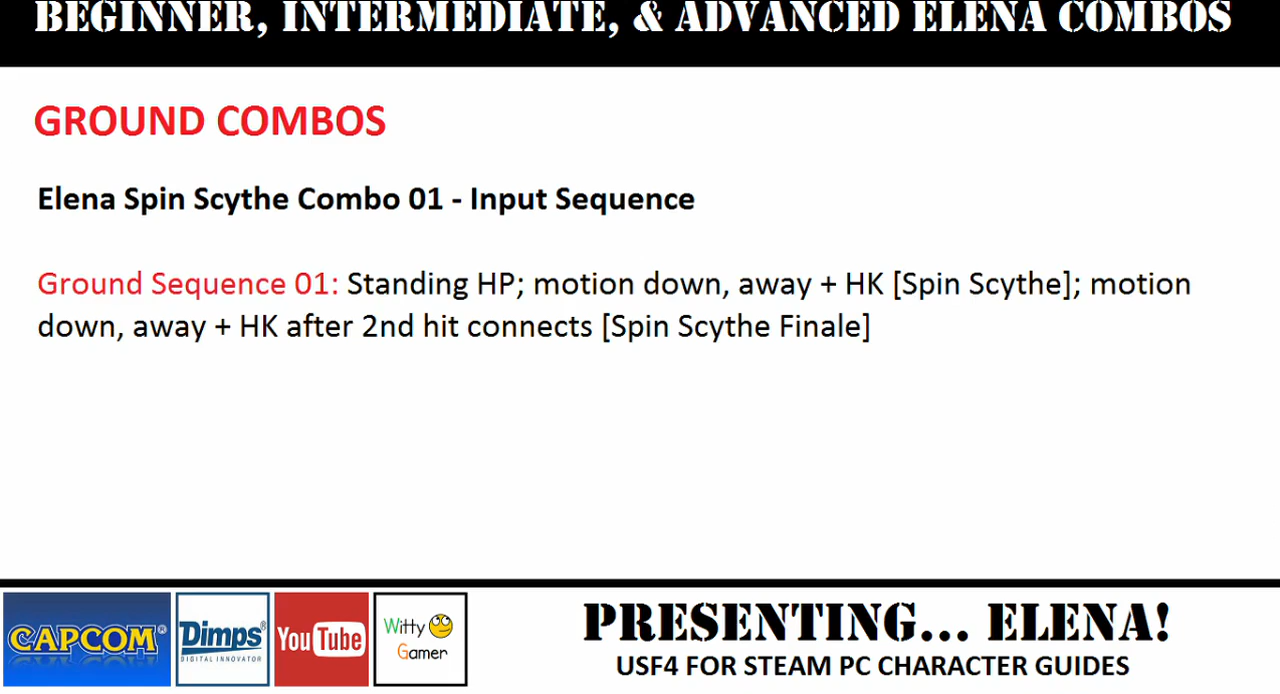 BEGINNER, INTERMEDIATE, & ADVANCED ELENA COMBOS
GROUND COMBOS
Elena Spin Scythe Combo 01 - Input Sequence
Ground Sequence 01: Standing HP; motion down, away + HK [Spin Scythe]; motion
down, away + HK after 2nd hit connects [Spin Scythe Finale]
CAPCOM®
Dimps®
DIGITAL INNOVATOR
YouTube
Witty
Gamer
PRESENTING... ELENA!
USF4 FOR STEAM PC CHARACTER GUIDES